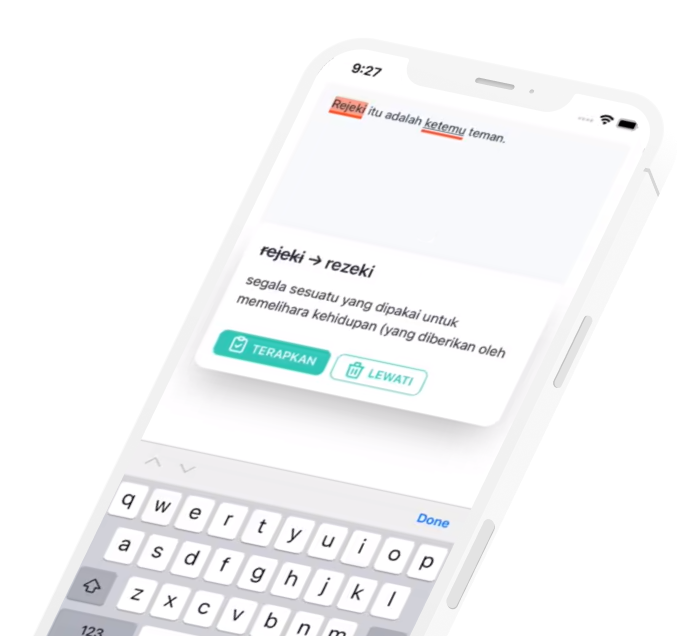 9:27
Rejeki itu adalah ketemu teman.
rejeki → rezeki
segala sesuatu yang dipakai untuk
memelihara kehidupan (yang diberikan oleh
TERAPKAN LEWATI
Done
q w e r t y u i o p
a s d f g h j k l
z x c v b n m
123